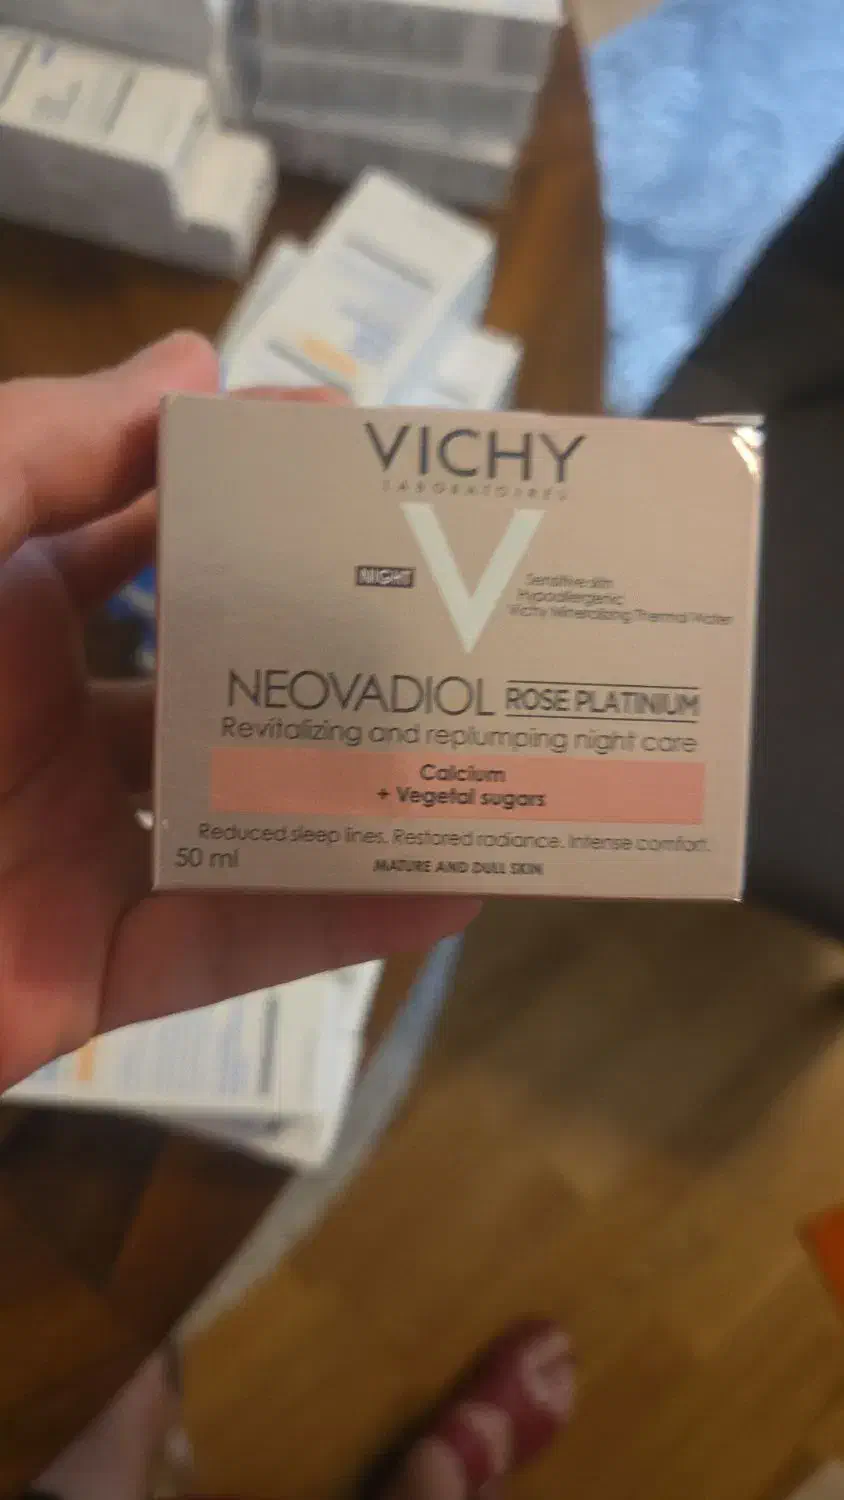 VICHY
LABORATOIRES
NIGHT
Sensitive skin
Hypoallergenic
Vichy Mineralizing Thermal Water
NEOVADIOL ROSE PLATINIUM
Revitalizing and replumping night care
Calcium
+ Vegetal sugars
Reduced sleep lines. Restored radiance. Intense comfort.
50 ml
MATURE AND DULL SKIN